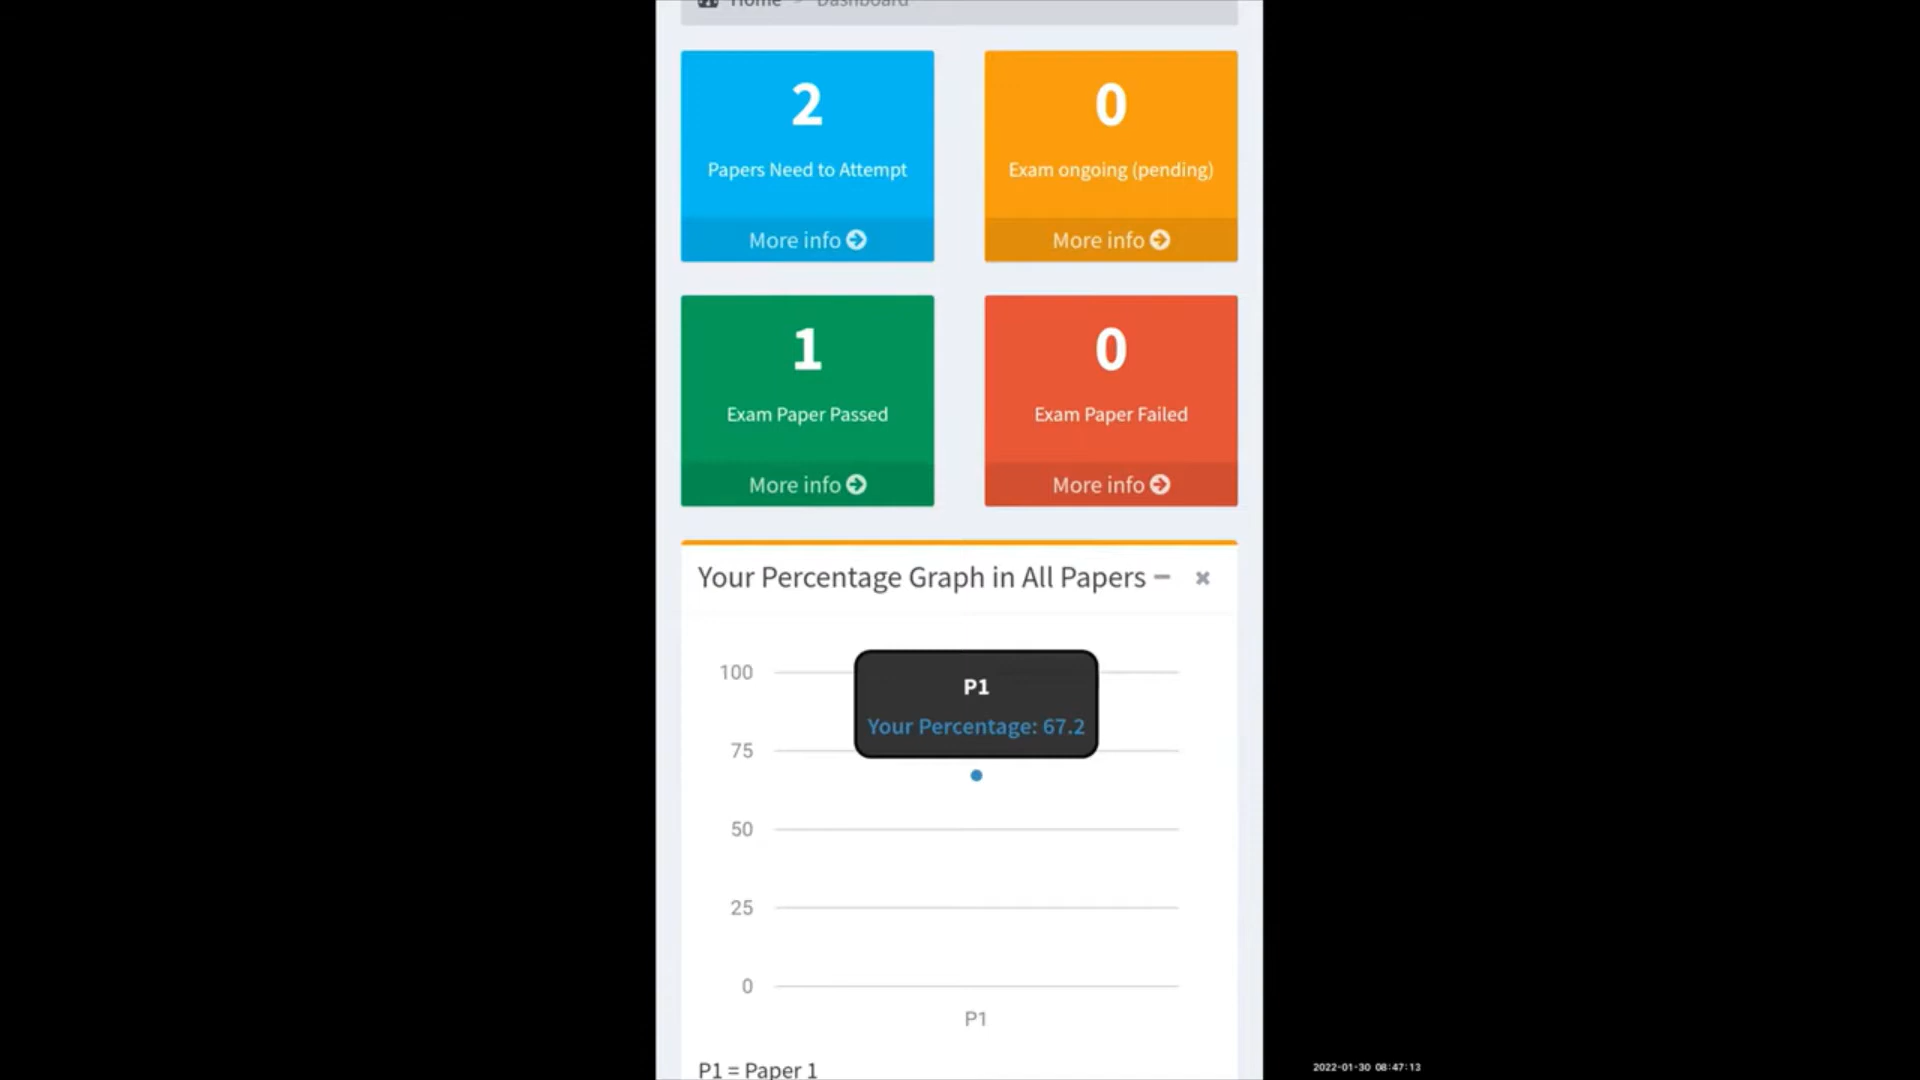 Home Dashboard
2
Papers Need to Attempt
More info
0
Exam ongoing (pending)
More info
1
Exam Paper Passed
More info
0
Exam Paper Failed
More info
Your Percentage Graph in All Papers
100
75
50
25
0
P1
Your Percentage: 67.2
P1
P1 = Paper 1
2022-01-30 08:47:13